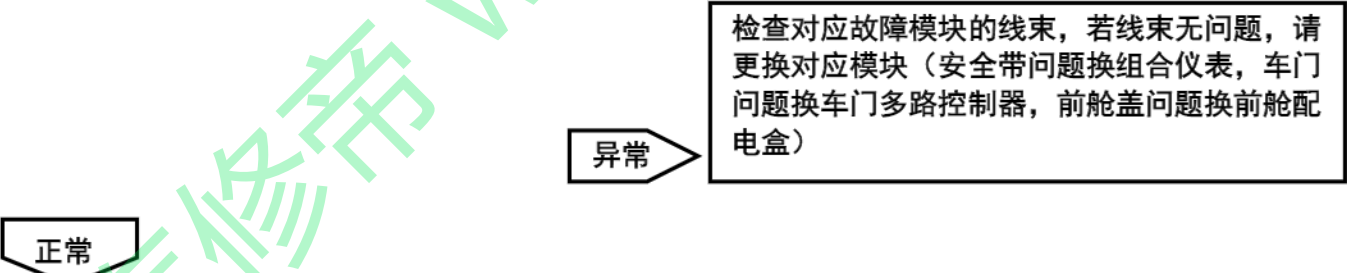 检查对应故障模块的线束，若线束无问题，请
更换对应模块（安全带问题换组合仪表，车门
问题换车门多路控制器，前舱盖问题换前舱配
电盒）
异常
正常
修帝